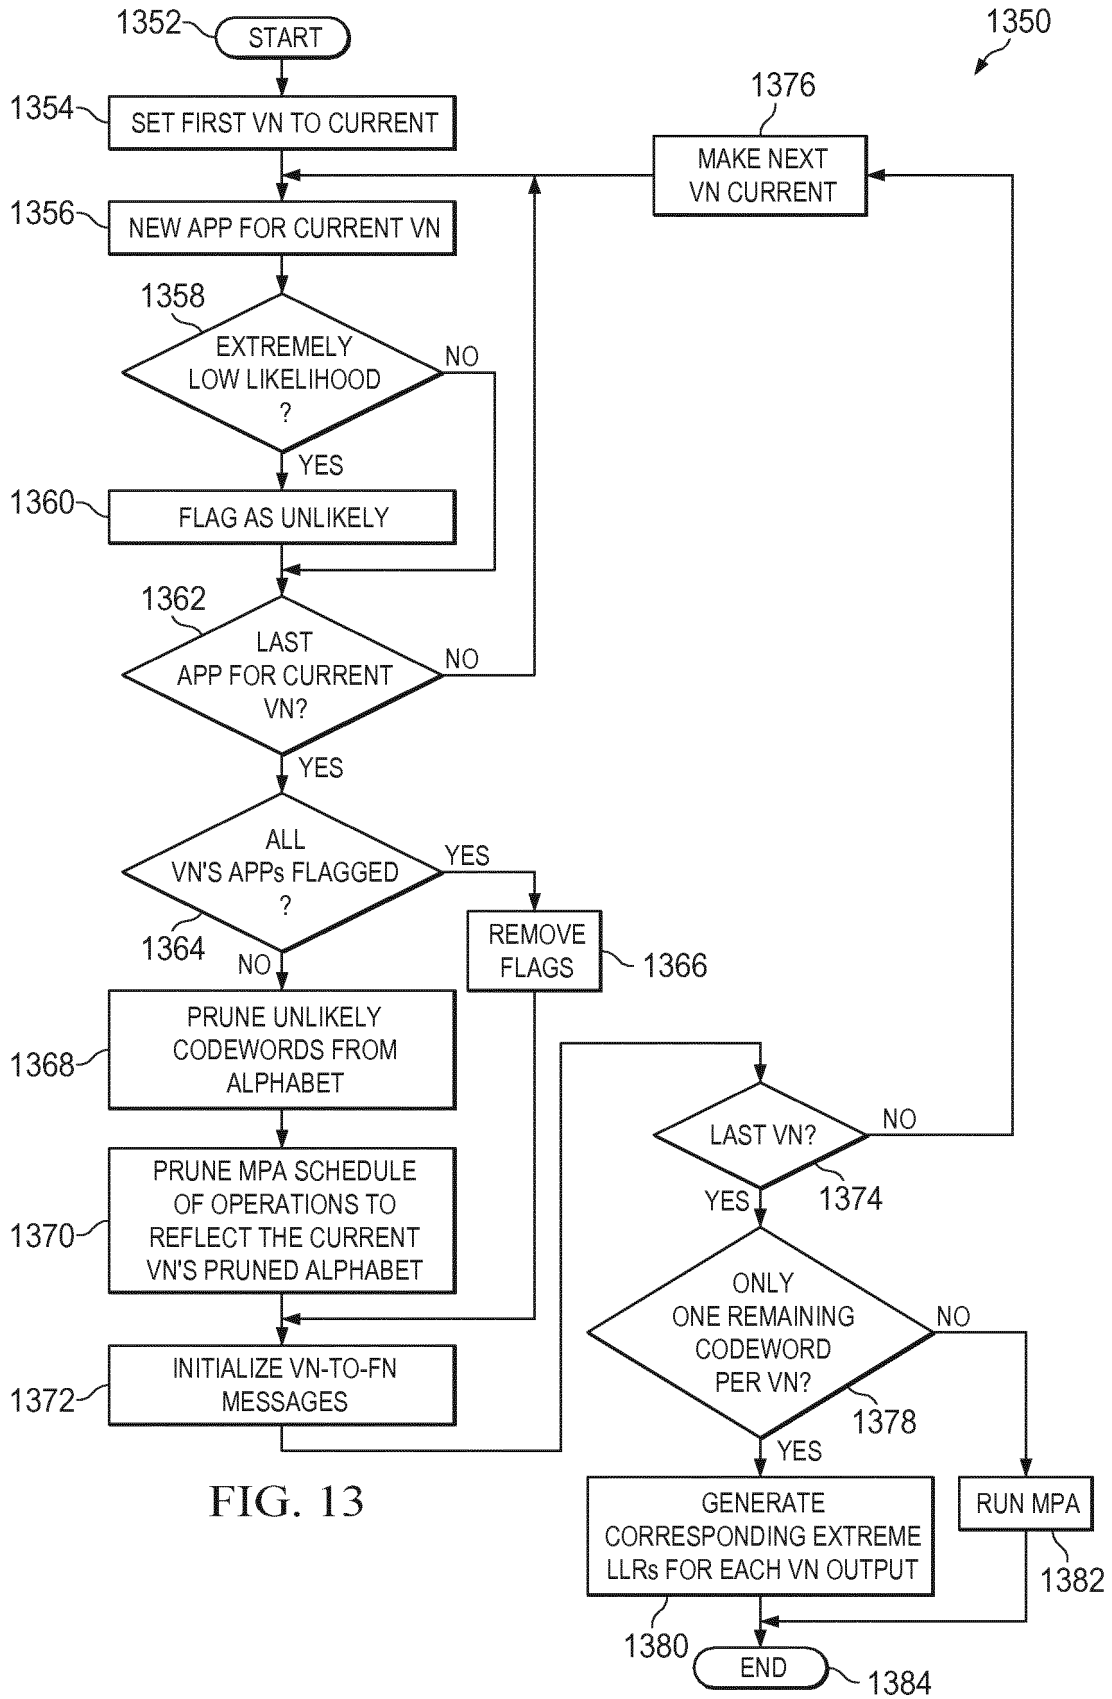 1352
START
1350
1354
SET FIRST VN TO CURRENT
1376
MAKE NEXT
VN CURRENT
1356
NEW APP FOR CURRENT VN
1358
EXTREMELY
LOW LIKELIHOOD
?
NO
YES
1360
FLAG AS UNLIKELY
1362
LAST
APP FOR CURRENT
VN?
NO
YES
ALL
VN'S APPs FLAGGED
?
YES
1364
NO
REMOVE
FLAGS
1366
1368
PRUNE UNLIKELY
CODEWORDS FROM
ALPHABET
1370
PRUNE MPA SCHEDULE
OF OPERATIONS TO
REFLECT THE CURRENT
VN'S PRUNED ALPHABET
1372
INITIALIZE VN-TO-FN
MESSAGES
LAST VN?
NO
1374
YES
ONLY
ONE REMAINING
CODEWORD
PER VN?
NO
1378
YES
GENERATE
CORRESPONDING EXTREME
LLRs FOR EACH VN OUTPUT
1380
RUN MPA
1382
END
1384
FIG. 13